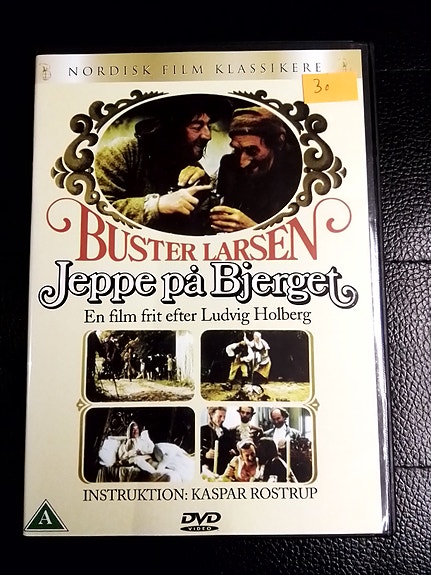 NORDISK FILM KLASSIKERE
30
BUSTER LARSEN
Jeppe på Bjerget
En film frit efter Ludvig Holberg
INSTRUKTION: KASPAR ROSTRUP
A
DVD
VIDEO